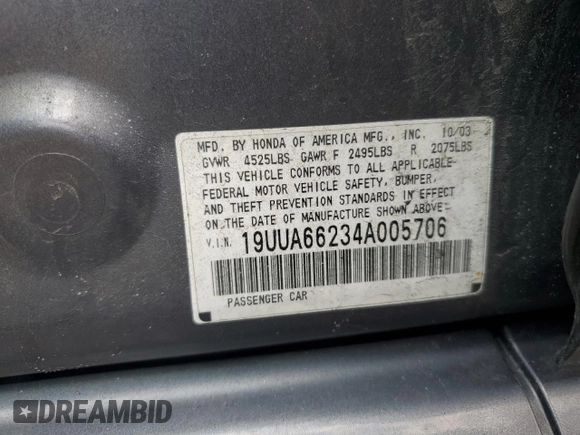 MFD. BY HONDA OF AMERICA MFG., INC. 10/03
GVWR 4525LBS GAWR F 2495LBS R 2075LBS
THIS VEHICLE CONFORMS TO ALL APPLICABLE
FEDERAL MOTOR VEHICLE SAFETY, BUMPER,
AND THEFT PREVENTION STANDARDS IN EFFECT
ON THE DATE OF MANUFACTURE SHOWN ABOVE.
V.I.N. 19UUA66234A005706
PASSENGER CAR
DREAMBID